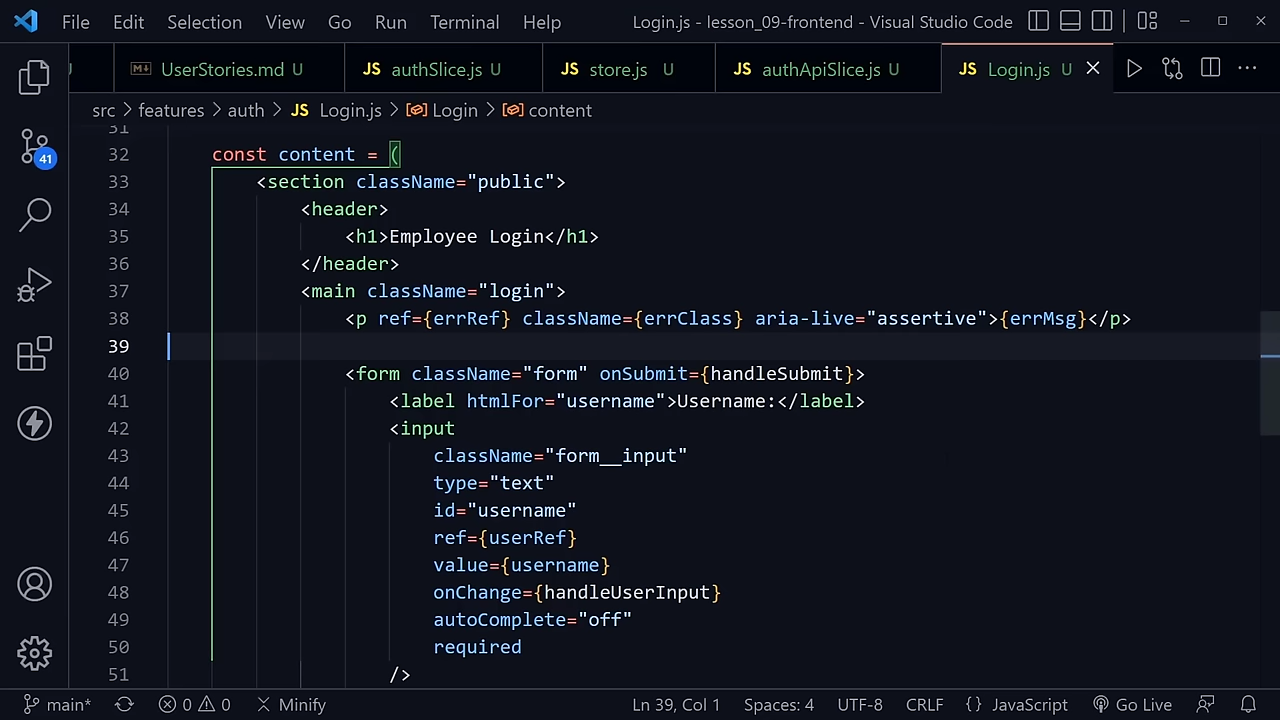 File Edit Selection View Go Run Terminal Help Login.js - lesson_09-frontend - Visual Studio Code
J UserStories.md U JS authSlice.js U JS store.js U JS authApiSlice.js U JS Login.js U
src > features > auth > JS Login.js > Login > content
31
32 const content = (
33 <section className="public">
34 <header>
35 <h1>Employee Login</h1>
36 </header>
37 <main className="login">
38 <p ref={errRef} className={errClass} aria-live="assertive">{errMsg}</p>
39
40 <form className="form" onSubmit={handleSubmit}>
41 <label htmlFor="username">Username:</label>
42 <input
43 className="form__input"
44 type="text"
45 id="username"
46 ref={userRef}
47 value={username}
48 onChange={handleUserInput}
49 autoComplete="off"
50 required
51 />
41
main* 0 0 Minify Ln 39, Col 1 Spaces: 4 UTF-8 CRLF {} JavaScript Go Live